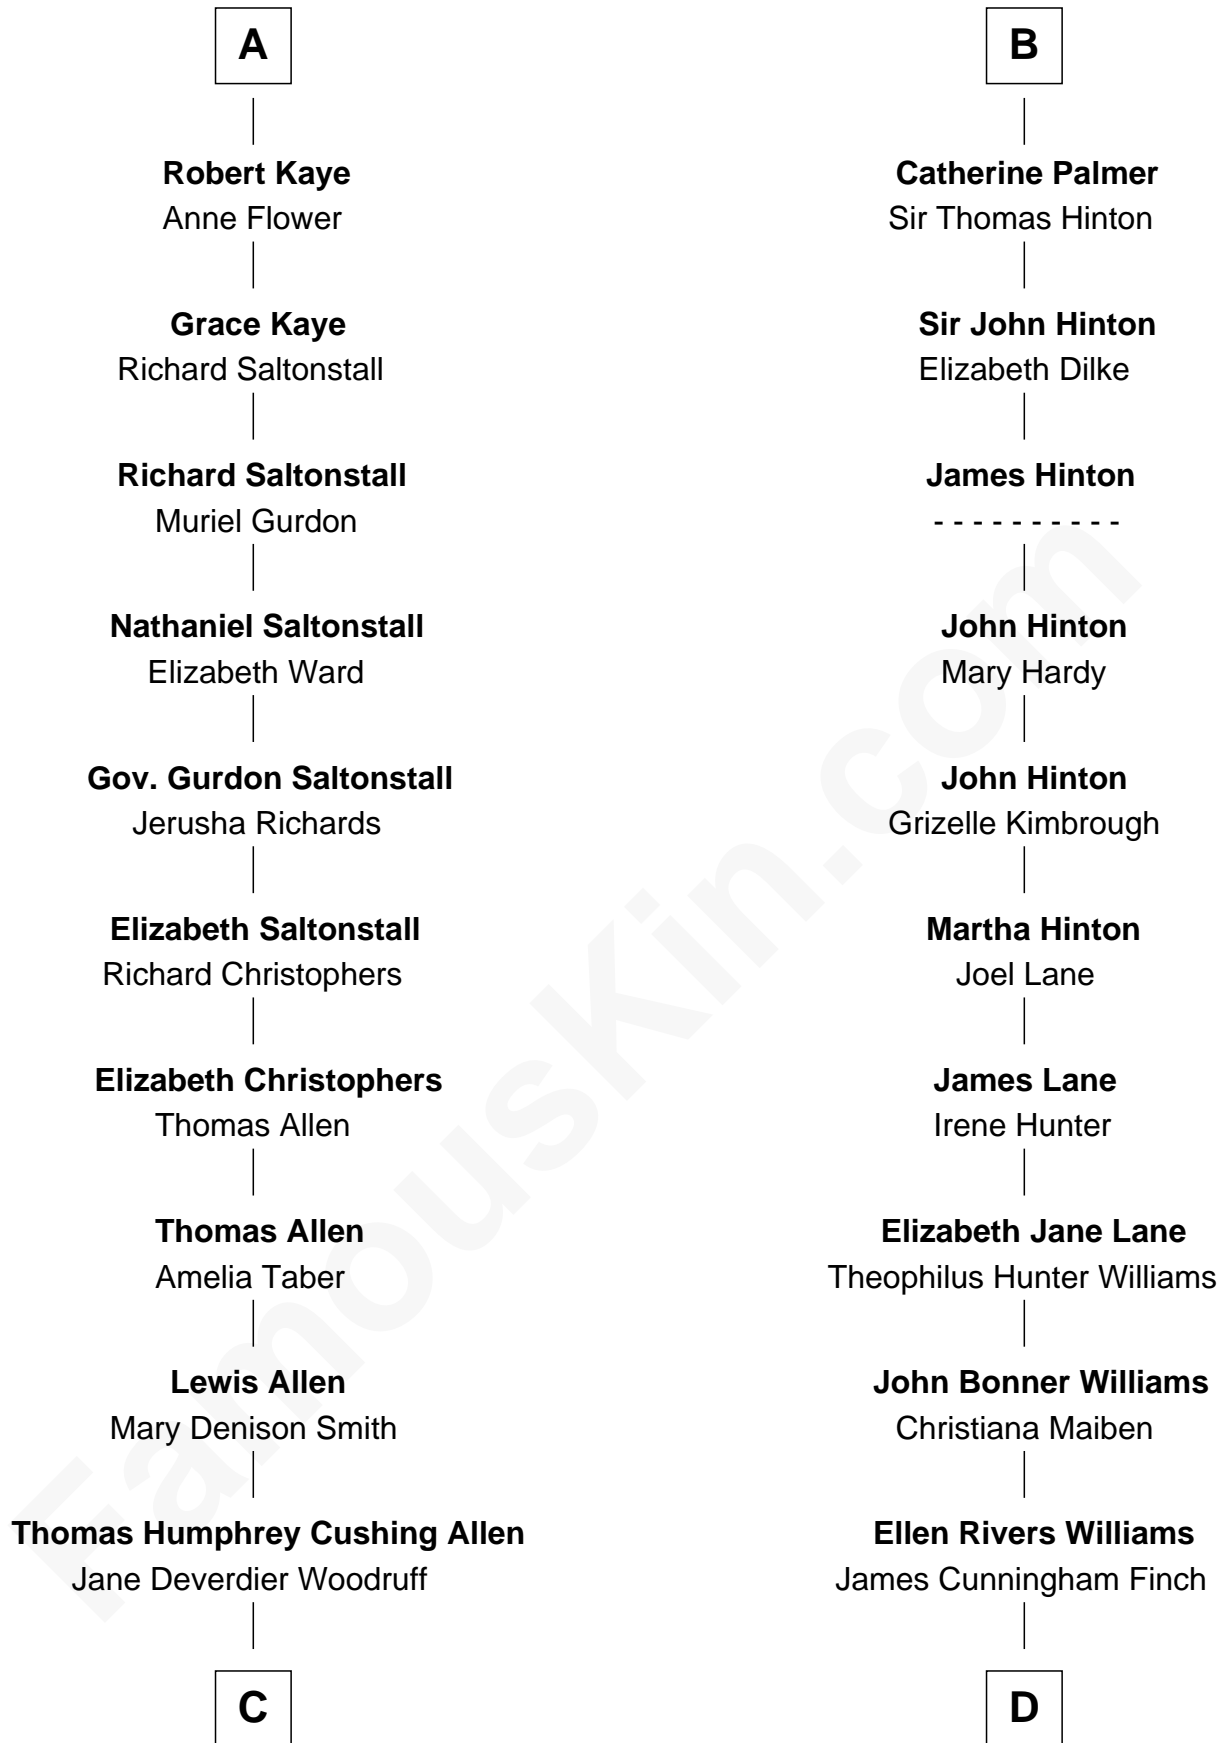 A
Robert Kaye
Anne Flower
Grace Kaye
Richard Saltonstall
Richard Saltonstall
Muriel Gurdon
Nathaniel Saltonstall
Elizabeth Ward
Gov. Gurdon Saltonstall
Jerusha Richards
Elizabeth Saltonstall
Richard Christophers
Elizabeth Christophers
Thomas Allen
Thomas Allen
Amelia Taber
Lewis Allen
Mary Denison Smith
Thomas Humphrey Cushing Allen
Jane Deverdier Woodruff
C
B
Catherine Palmer
Sir Thomas Hinton
Sir John Hinton
Elizabeth Dilke
James Hinton
- - - - - - - - - -
John Hinton
Mary Hardy
John Hinton
Grizelle Kimbrough
Martha Hinton
Joel Lane
James Lane
Irene Hunter
Elizabeth Jane Lane
Theophilus Hunter Williams
John Bonner Williams
Christiana Maiben
Ellen Rivers Williams
James Cunningham Finch
D
FamousKin.com